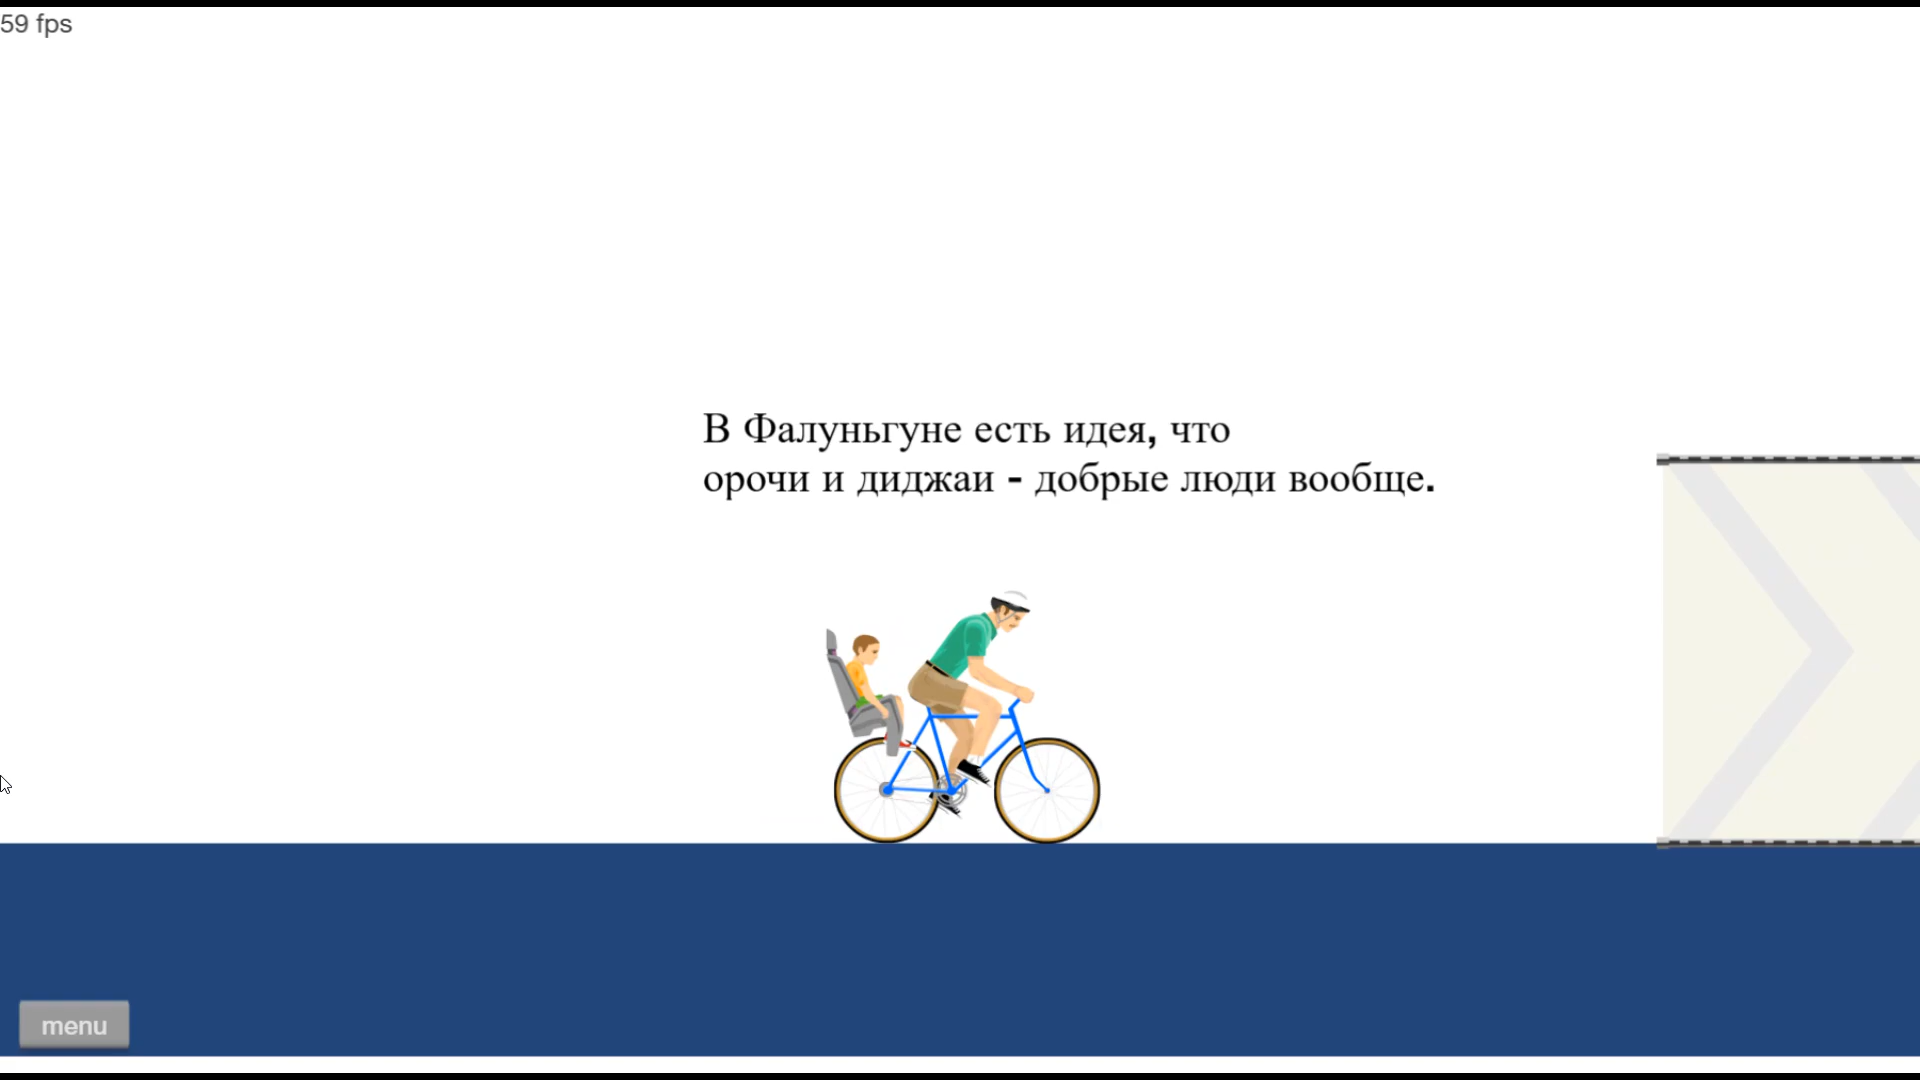 59 fps
В Фалуньгуне есть идея, что
орочи и диджаи - добрые люди вообще.
menu